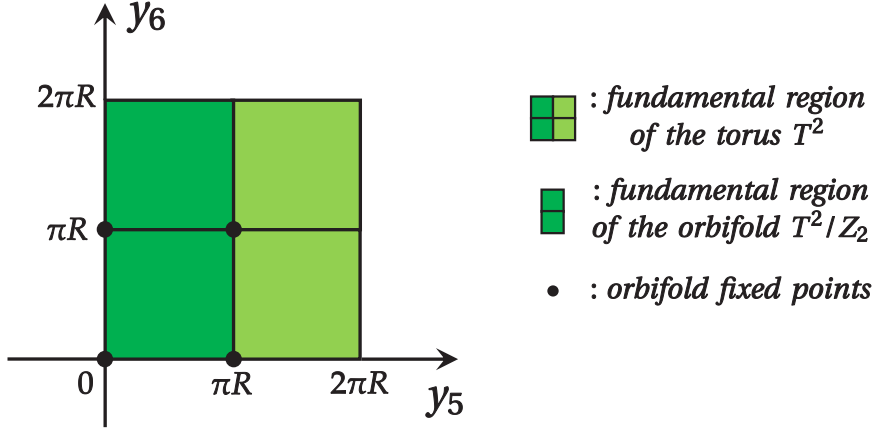 y₆
2πR
πR
0
πR
2πR
y₅
: fundamental region
of the torus T²
: fundamental region
of the orbifold T²/Z₂
: orbifold fixed points